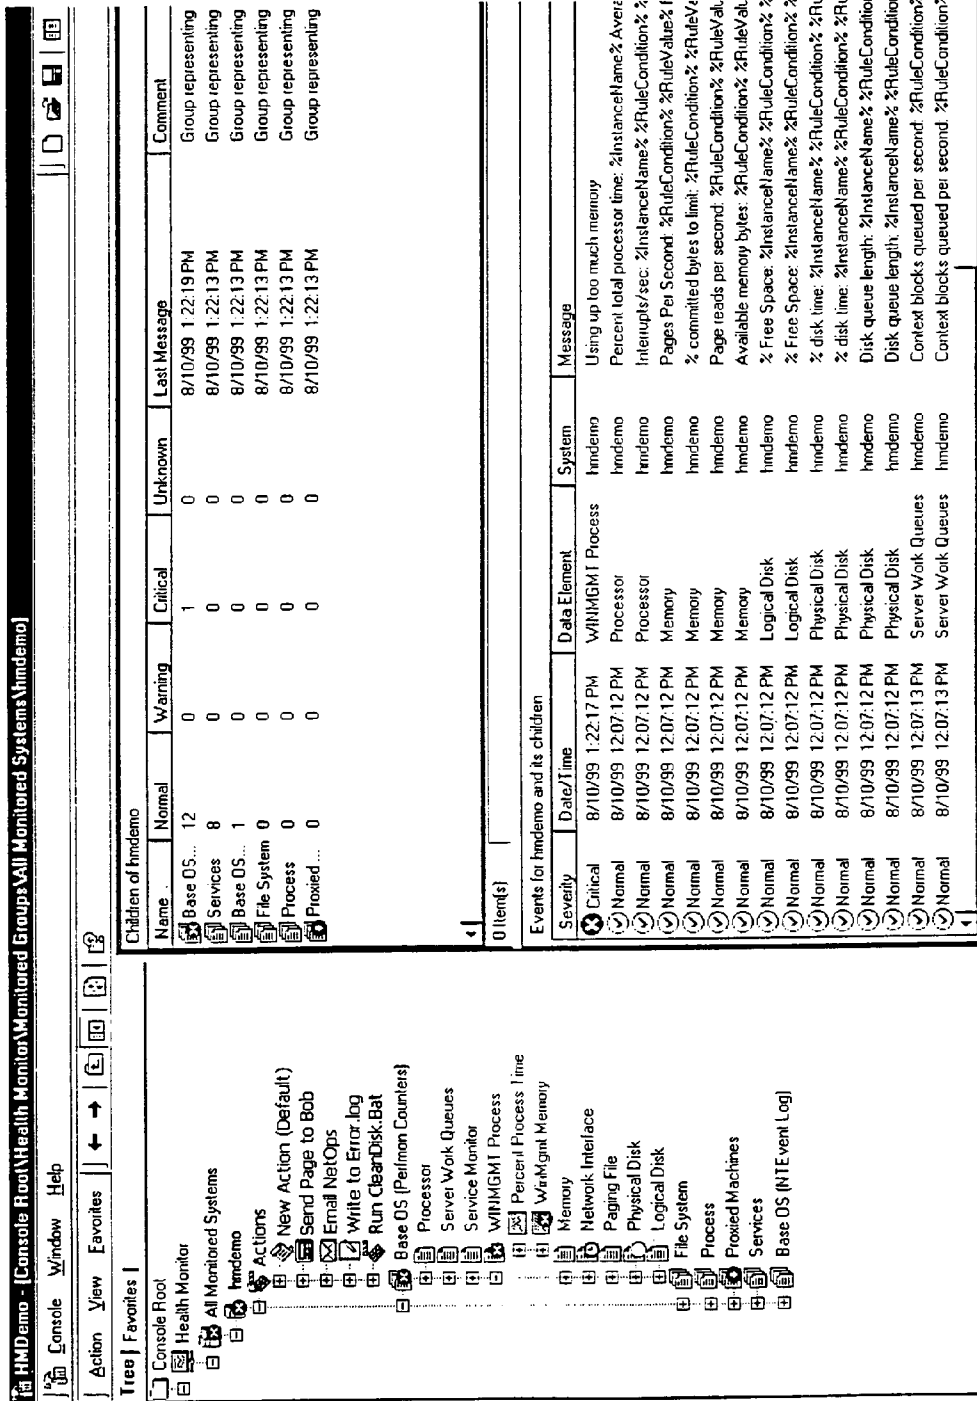 HMDemo - [Console Root\Health Monitor\Monitored Groups\All Monitored Systems\hmdemo]
Console Window Help
Action View Favorites
Tree Favorites
Console Root
Health Monitor
All Monitored Systems
hmdemo
Actions
New Action (Default)
Send Page to Bob
Email NetOps
Write to Error.log
Run CleanDisk.Bat
Base OS (Perfmon Counters)
Processor
Server Work Queues
Service Monitor
WINMGMT Process
Percent Process Time
WinMgmt Memory
Memory
Network Interface
Paging File
Physical Disk
Logical Disk
File System
Process
Proxied Machines
Services
Base OS (NTEvent Log)
Children of hmdemo
Name Normal Warning Critical Unknown Last Message Comment
Base OS... 12 0 1 0 8/10/99 1:22:19 PM Group representing
Services 8 0 0 0 8/10/99 1:22:13 PM Group representing
Base OS... 1 0 0 0 8/10/99 1:22:13 PM Group representing
File System 0 0 0 0 8/10/99 1:22:13 PM Group representing
Process 0 0 0 0 8/10/99 1:22:13 PM Group representing
Proxied ... 0 0 0 0 8/10/99 1:22:13 PM Group representing
0 Item(s)
Events for hmdemo and its children
Severity Date/Time Data Element System Message
Critical 8/10/99 1:22:17 PM WINMGMT Process hmdemo Using up too much memory
Normal 8/10/99 12:07:12 PM Processor hmdemo Percent total processor time: %InstanceName% Avera
Normal 8/10/99 12:07:12 PM Processor hmdemo Interrupts/sec: %InstanceName% %RuleCondition% %
Normal 8/10/99 12:07:12 PM Memory hmdemo Pages Per Second: %RuleCondition% %RuleValue%
Normal 8/10/99 12:07:12 PM Memory hmdemo % committed bytes to limit: %RuleCondition% %RuleVa
Normal 8/10/99 12:07:12 PM Memory hmdemo Page reads per second: %RuleCondition% %RuleValu
Normal 8/10/99 12:07:12 PM Memory hmdemo Available memory bytes: %RuleCondition% %RuleValu
Normal 8/10/99 12:07:12 PM Logical Disk hmdemo % Free Space: %InstanceName% %RuleCondition% %
Normal 8/10/99 12:07:12 PM Logical Disk hmdemo % Free Space: %InstanceName% %RuleCondition% %
Normal 8/10/99 12:07:12 PM Physical Disk hmdemo % disk time: %InstanceName% %RuleCondition% %Ru
Normal 8/10/99 12:07:12 PM Physical Disk hmdemo % disk time: %InstanceName% %RuleCondition% %Ru
Normal 8/10/99 12:07:12 PM Physical Disk hmdemo Disk queue length: %InstanceName% %RuleCondition
Normal 8/10/99 12:07:12 PM Physical Disk hmdemo Disk queue length: %InstanceName% %RuleCondition
Normal 8/10/99 12:07:13 PM Server Work Queues hmdemo Context blocks queued per second: %RuleCondition%
Normal 8/10/99 12:07:13 PM Server Work Queues hmdemo Context blocks queued per second: %RuleCondition%